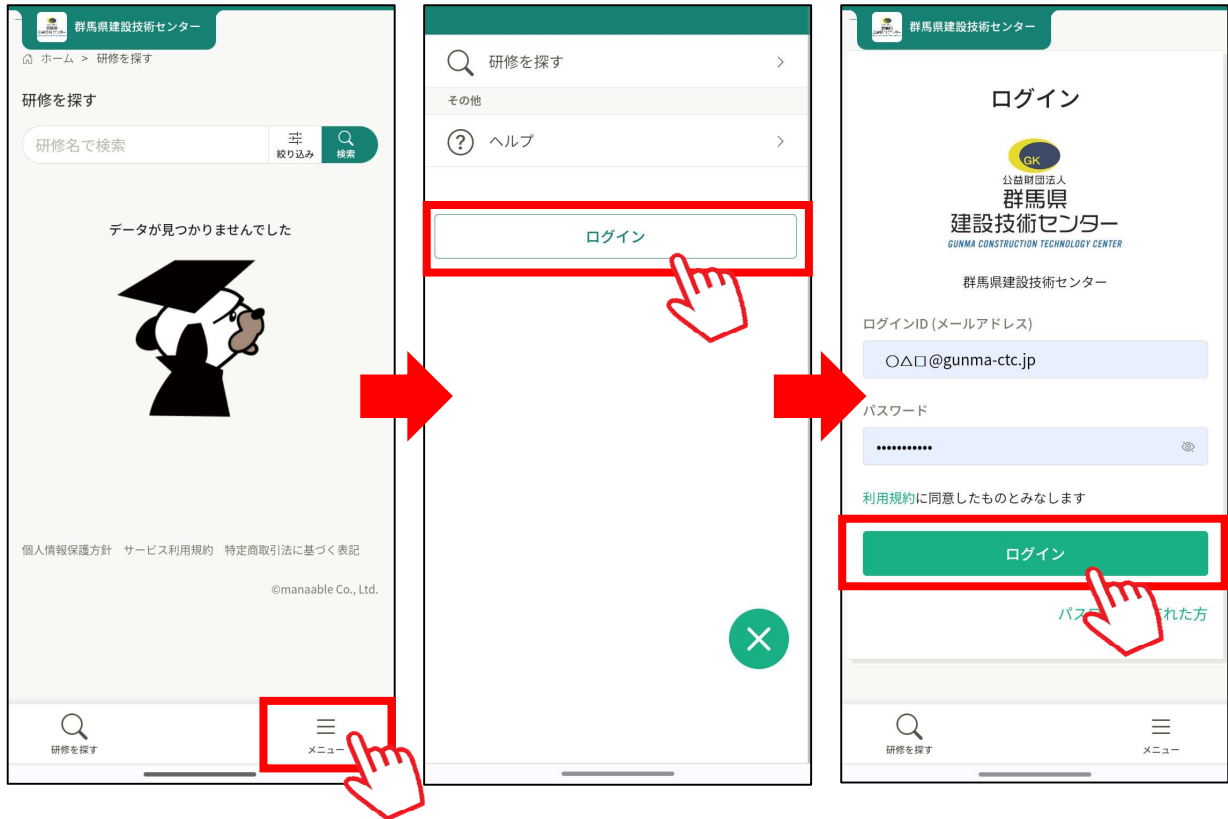 群馬県建設技術センター
ホーム > 研修を探す
研修を探す
研修名で検索
絞り込み
検索
データが見つかりませんでした
個人情報保護方針 サービス利用規約 特定商取引法に基づく表記
©manaable Co., Ltd.
研修を探す
メニュー
研修を探す
その他
ヘルプ
ログイン
群馬県建設技術センター
ログイン
GK
公益財団法人
群馬県
建設技術センター
GUNMA CONSTRUCTION TECHNOLOGY CENTER
群馬県建設技術センター
ログインID (メールアドレス)
〇△□@gunma-ctc.jp
パスワード
•••••••••••
利用規約に同意したものとみなします
ログイン
パス
れた方
研修を探す
メニュー